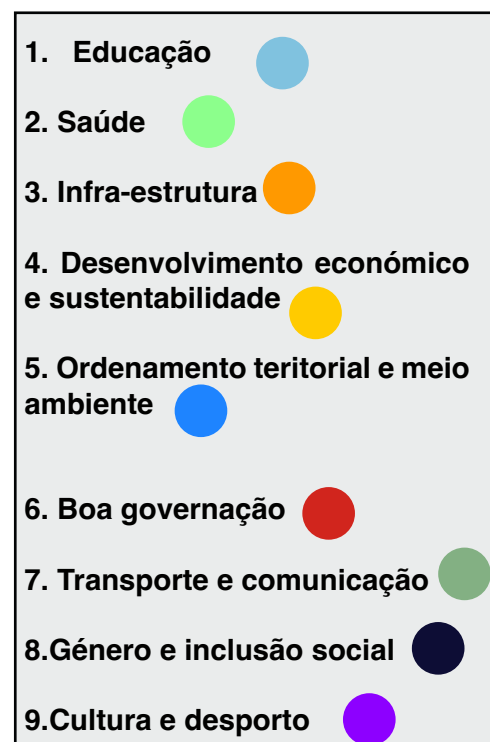 1. Educação
2. Saúde
3. Infra-estrutura
4. Desenvolvimento económico
e sustentabilidade
5. Ordenamento teritorial e meio
ambiente
6. Boa governação
7. Transporte e comunicação
8.Género e inclusão social
9.Cultura e desporto